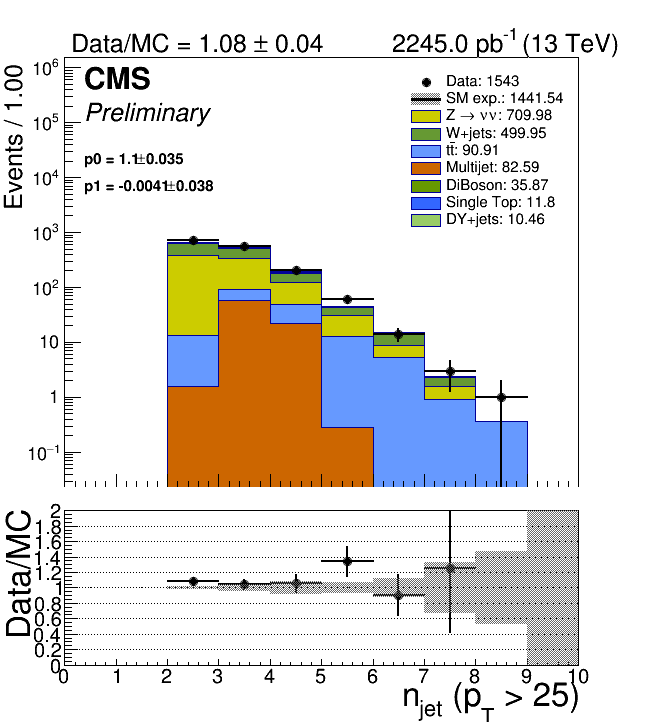 Data/MC = 1.08 ± 0.04 2245.0 pb⁻¹ (13 TeV)
Events / 1.00
CMS
Preliminary
p0 = 1.1±0.035
p1 = -0.0041±0.038
Data: 1543
SM exp.: 1441.54
Z → νν: 709.98
W+jets: 499.95
tt̄: 90.91
Multijet: 82.59
DiBoson: 35.87
Single Top: 11.8
DY+jets: 10.46
10⁶
10⁵
10⁴
10³
10²
10
1
10⁻¹
Data/MC
2
1.8
1.6
1.4
1.2
1
0.8
0.6
0.4
0.2
0
0 1 2 3 4 5 6 7 8 9 10
n_jet (p_T > 25)